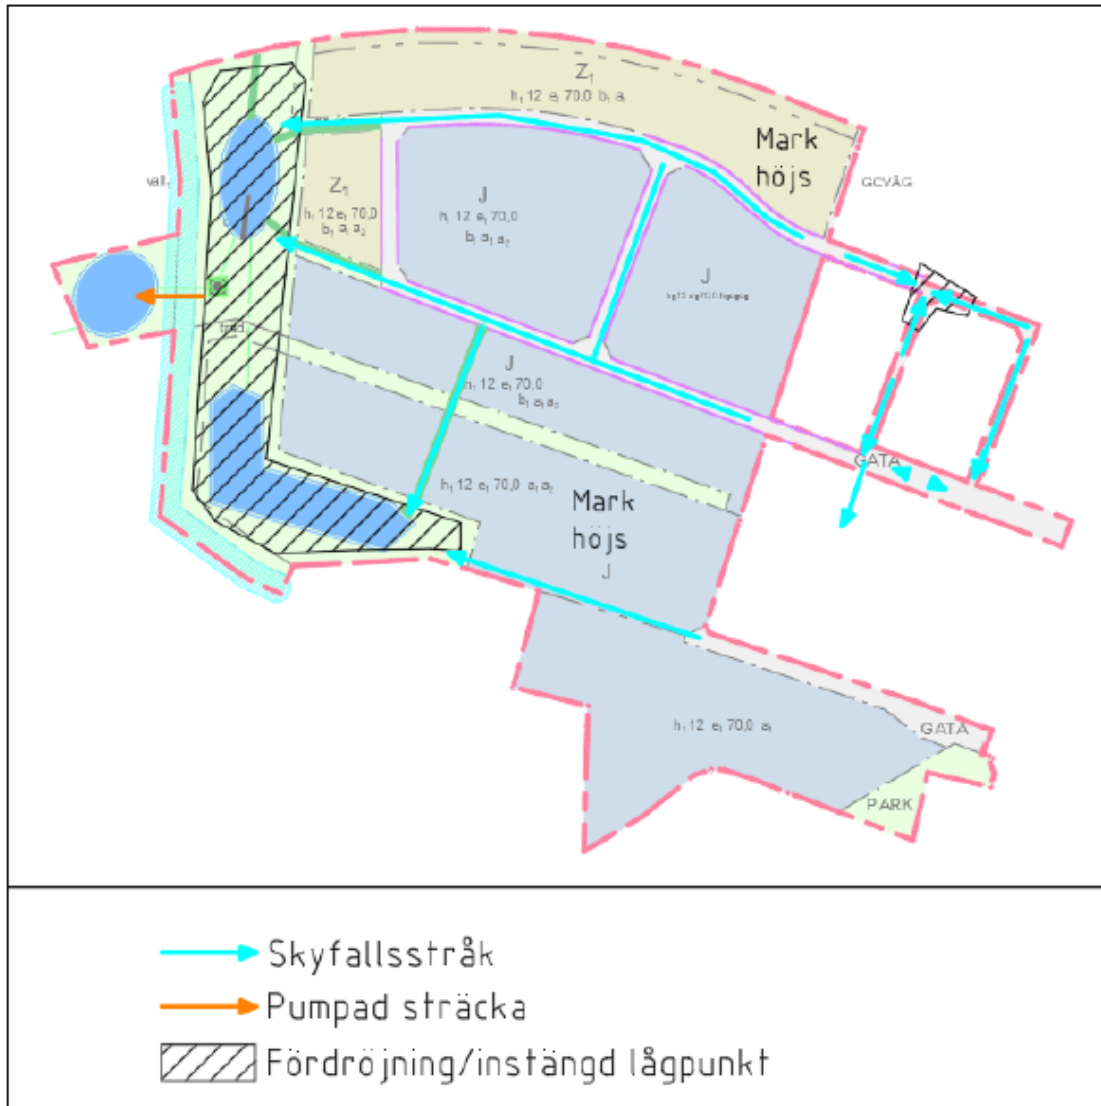 Z₁
h₁ 12 e₁ 70,0 b₁ a₁
Mark
höjs
GCVÄG
vall₁
Z₁
h₁ 12 e₁ 70,0
b₁ a₁ a₂
J
h₁ 12 e₁ 70,0
b₁ a₁ a₂
J
J
h₁ 12 e₁ 70,0
b₁ a₁ a₂
GATA
h₁ 12 e₁ 70,0 a₁ a₂
Mark
höjs
J
h₁ 12 e₁ 70,0 a₁
GATA
PARK
Skyfallsstråk
Pumpad sträcka
Fördröjning/instängd lågpunkt